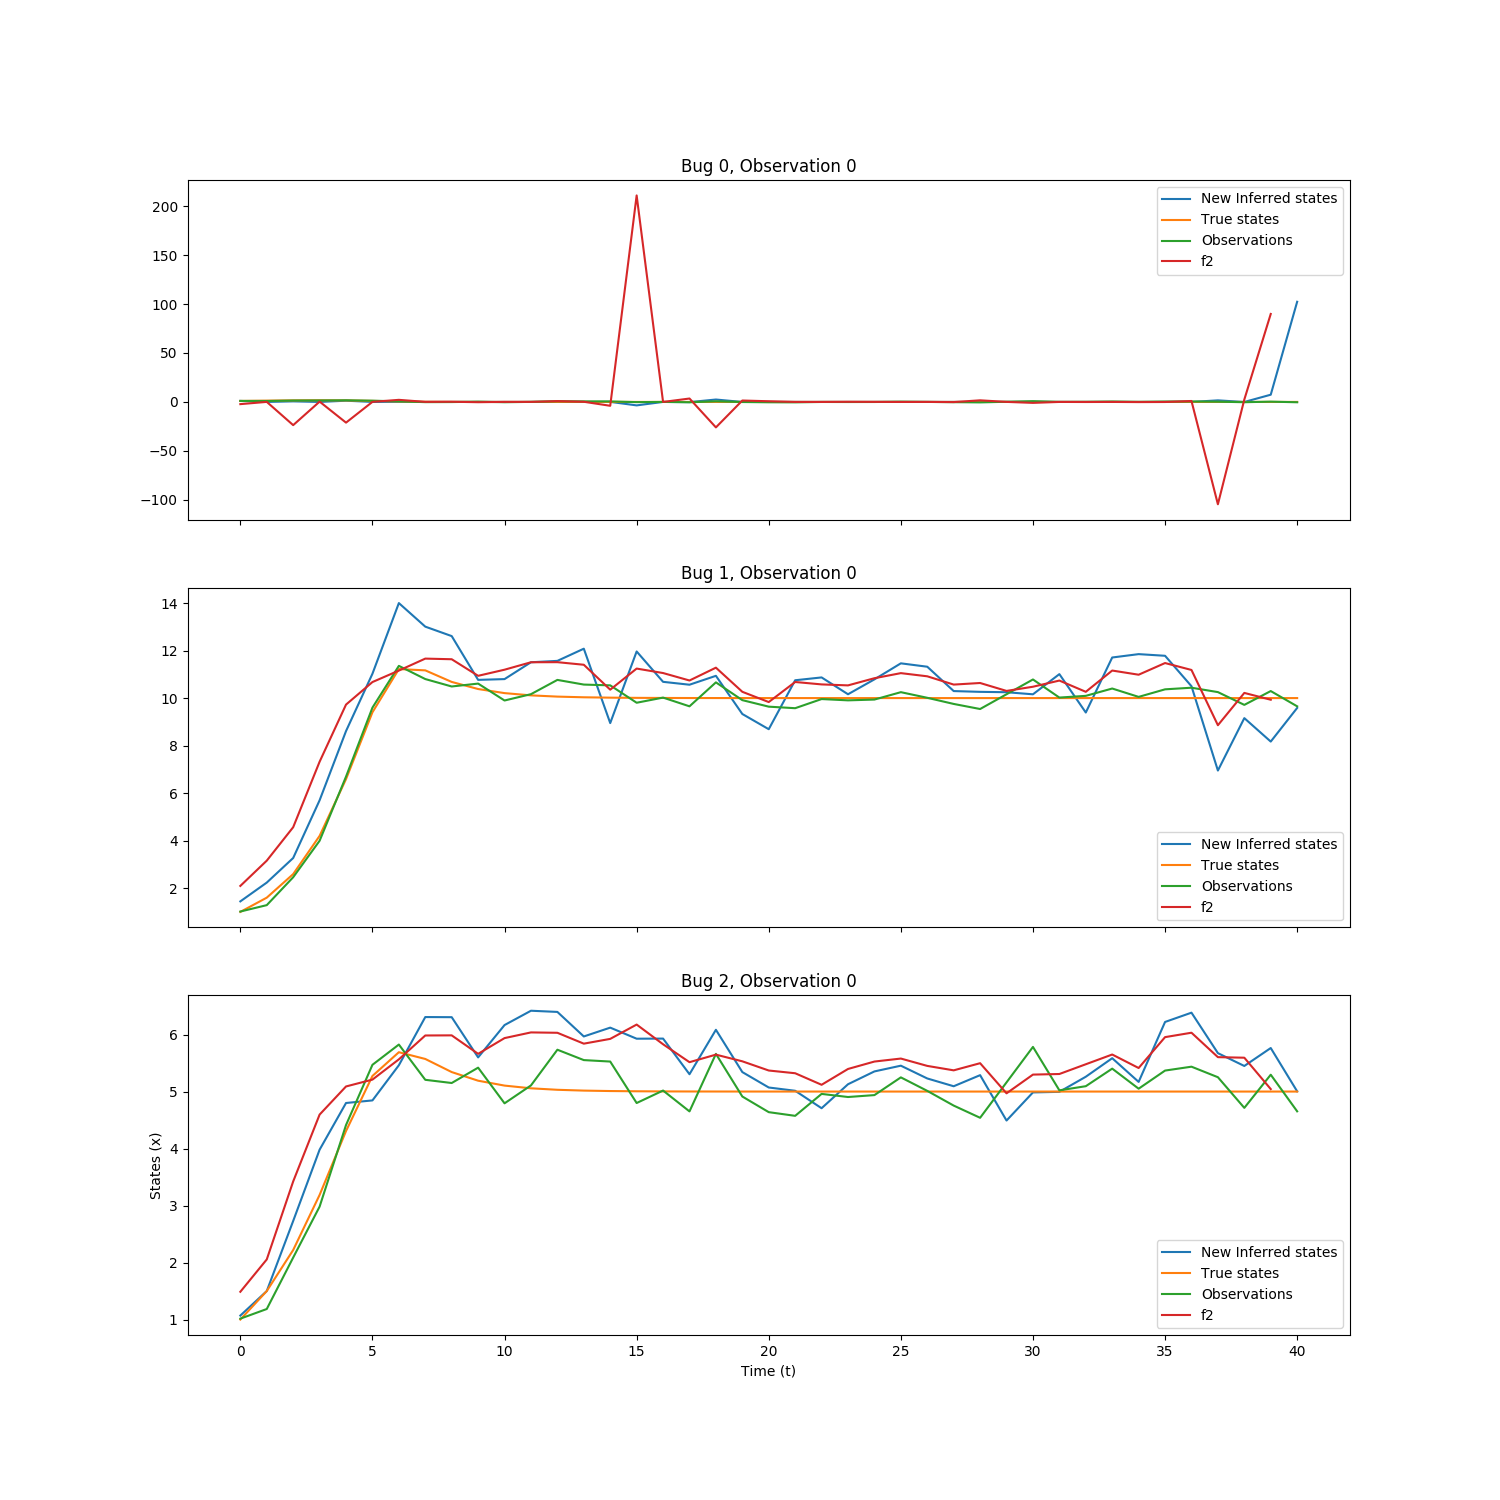 Bug 0, Observation 0
200
150
100
50
0
−50
−100
New Inferred states
True states
Observations
f2
Bug 1, Observation 0
14
12
10
8
6
4
2
New Inferred states
True states
Observations
f2
Bug 2, Observation 0
6
5
4
3
2
1
States (x)
New Inferred states
True states
Observations
f2
0 5 10 15 20 25 30 35 40
Time (t)